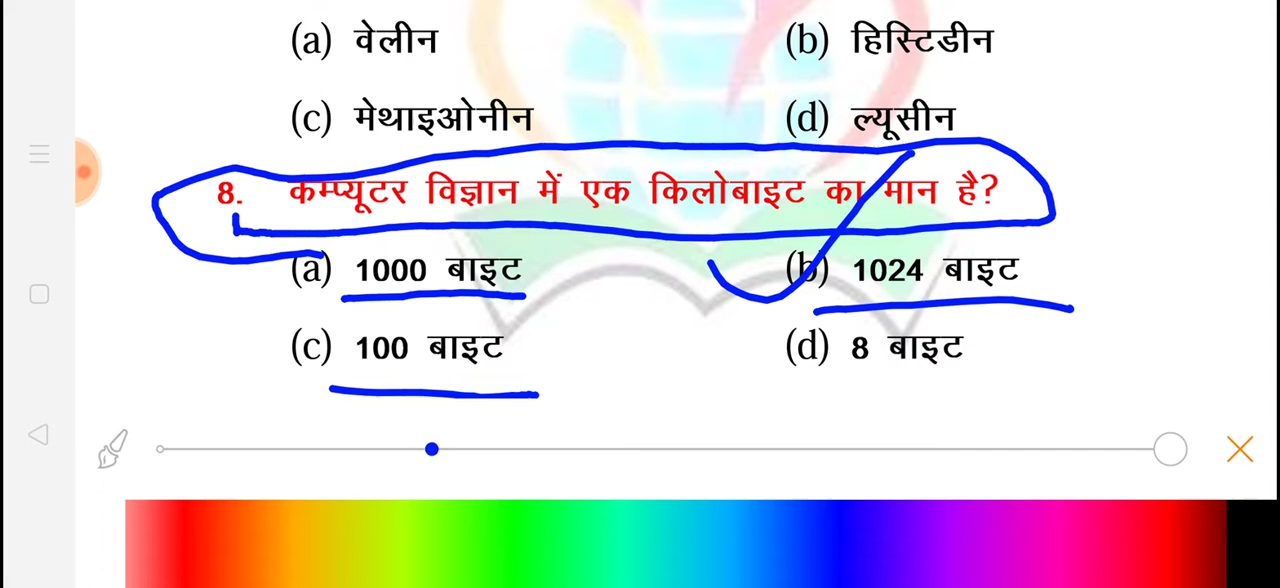 (a) वेलीन (b) हिस्टिडीन
(c) मेथाइओनीन (d) ल्यूसीन
8. कम्प्यूटर विज्ञान में एक किलोबाइट का मान है?
(a) 1000 बाइट (b) 1024 बाइट
(c) 100 बाइट (d) 8 बाइट